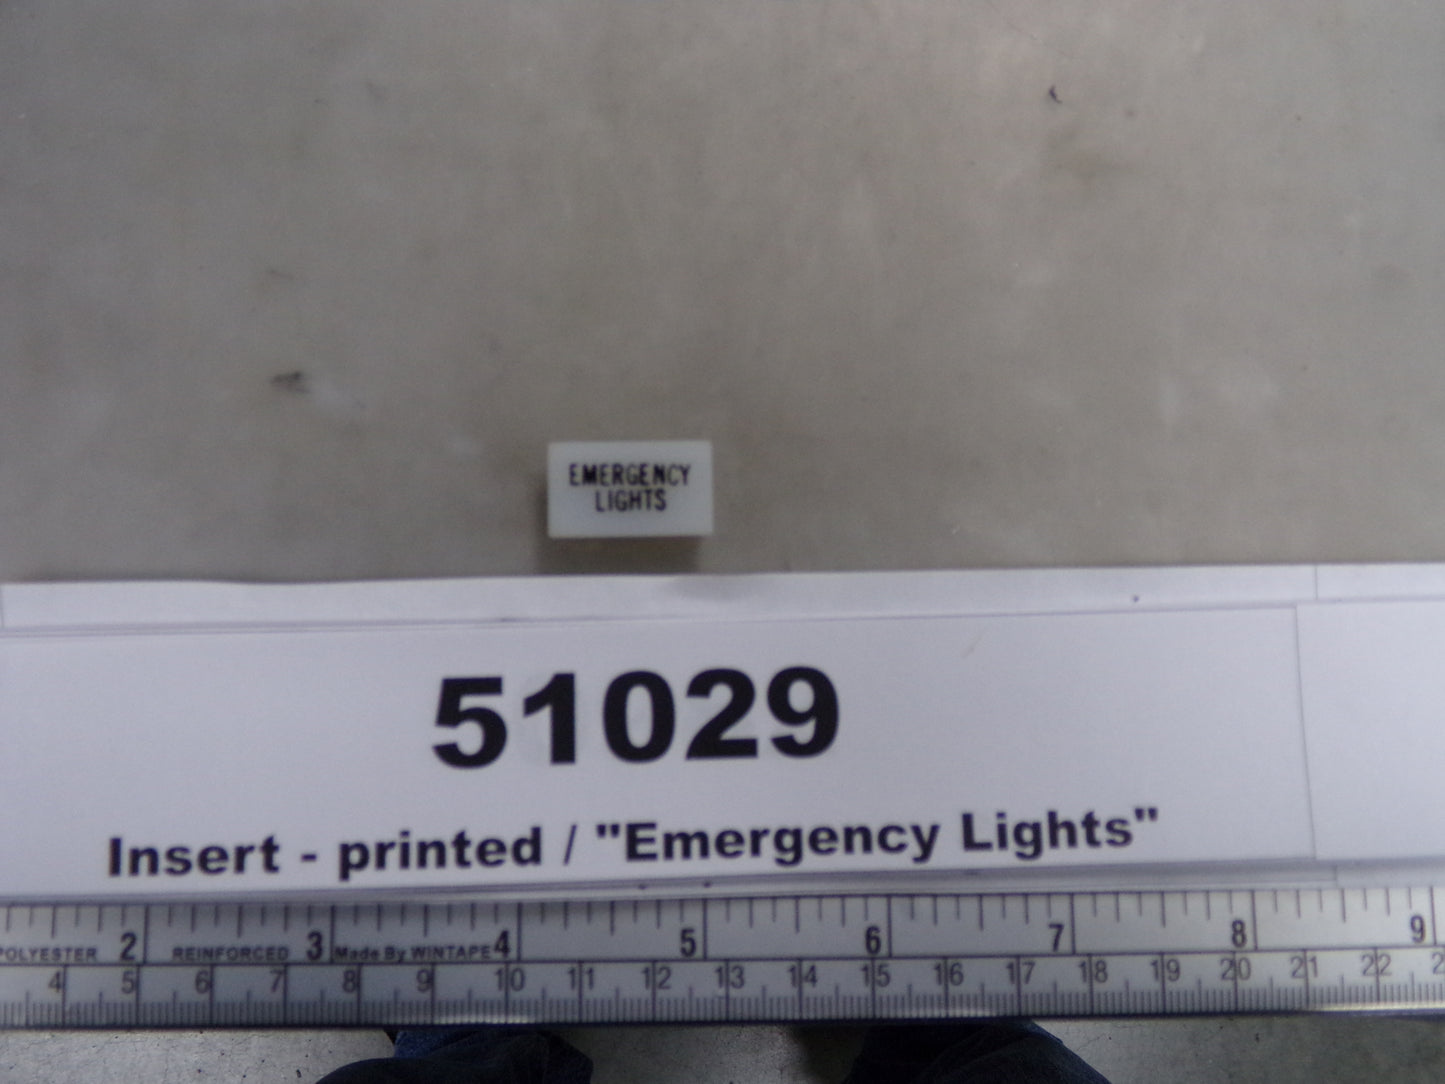 EMERGENCY
LIGHTS
51029
Insert - printed / "Emergency Lights"
2 3 4 5 6 7 8 9
POLYESTER REINFORCED Made By WINTAPE
4 5 6 7 8 9 10 11 12 13 14 15 16 17 18 19 20 21 22